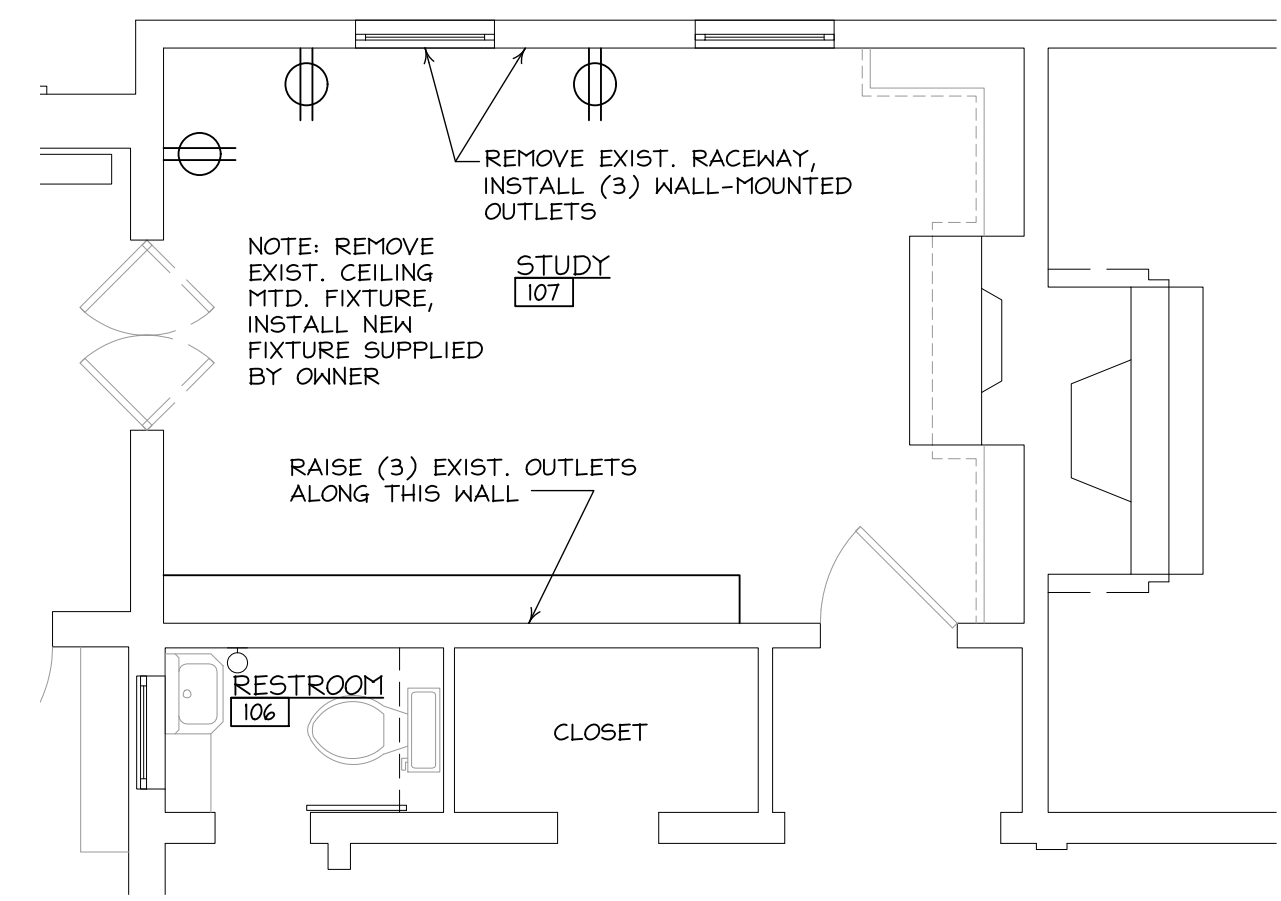 REMOVE EXIST. RACEWAY,
INSTALL (3) WALL-MOUNTED
OUTLETS
NOTE: REMOVE
EXIST. CEILING
MTD. FIXTURE,
INSTALL NEW
FIXTURE SUPPLIED
BY OWNER
STUDY
107
RAISE (3) EXIST. OUTLETS
ALONG THIS WALL
RESTROOM
106
CLOSET